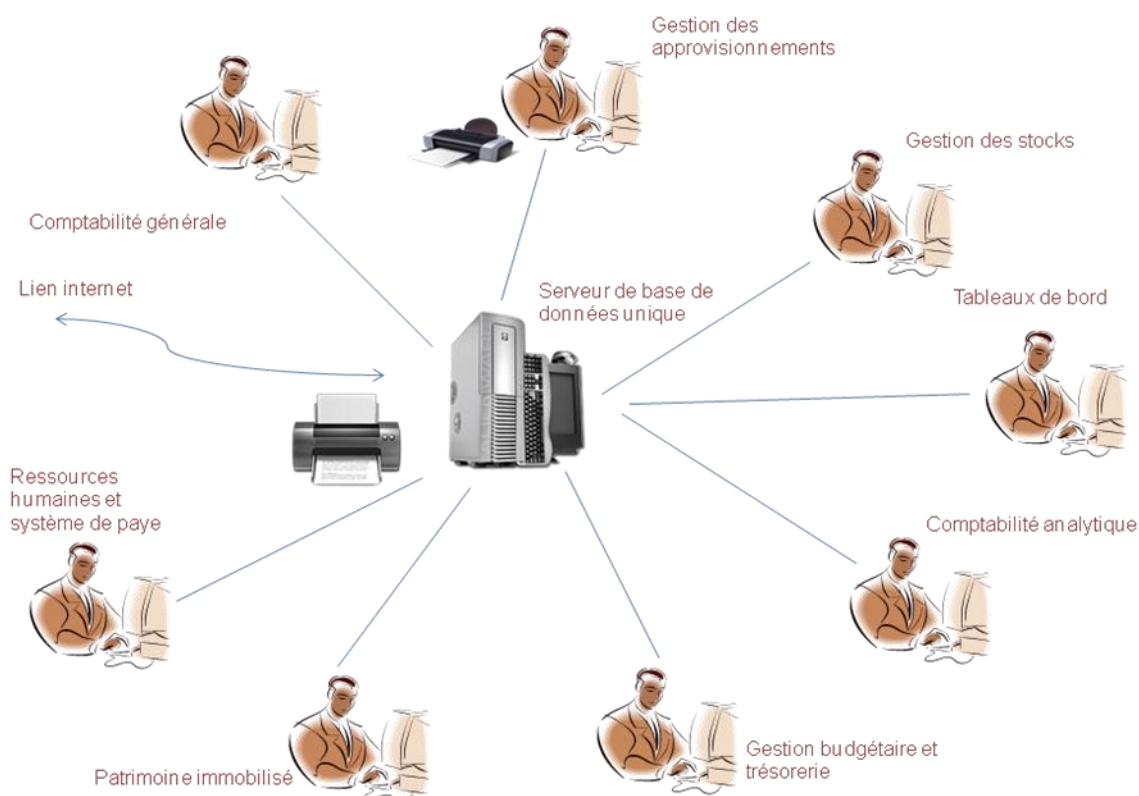 Gestion des
approvisionnements
Gestion des stocks
Comptabilité générale
Lien internet
Serveur de base de
données unique
Tableaux de bord
Ressources
humaines et
système de paye
Comptabilité analytique
Gestion budgétaire et
trésorerie
Patrimoine immobilisé